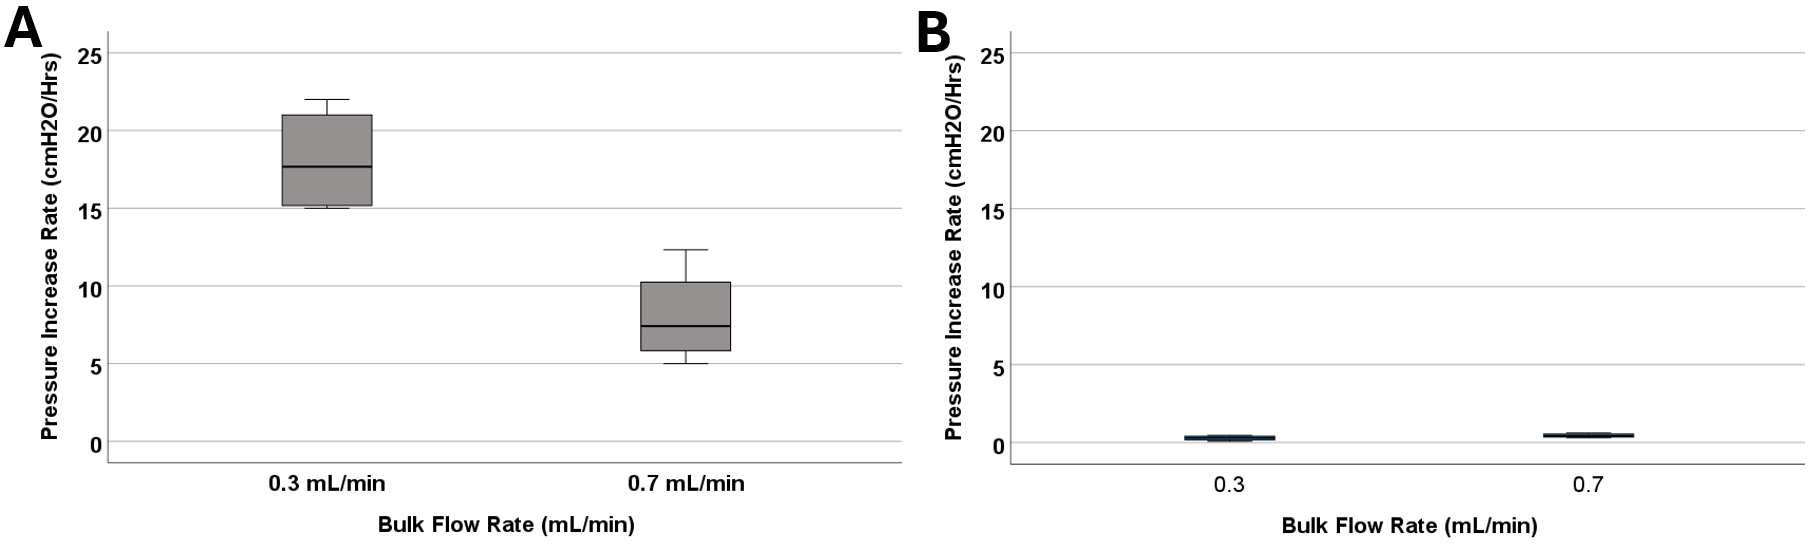 A
Pressure Increase Rate (cmH2O/Hrs)
25
20
15
10
5
0
0.3 mL/min
0.7 mL/min
Bulk Flow Rate (mL/min)
B
Pressure Increase Rate (cmH2O/Hrs)
25
20
15
10
5
0
0.3
0.7
Bulk Flow Rate (mL/min)